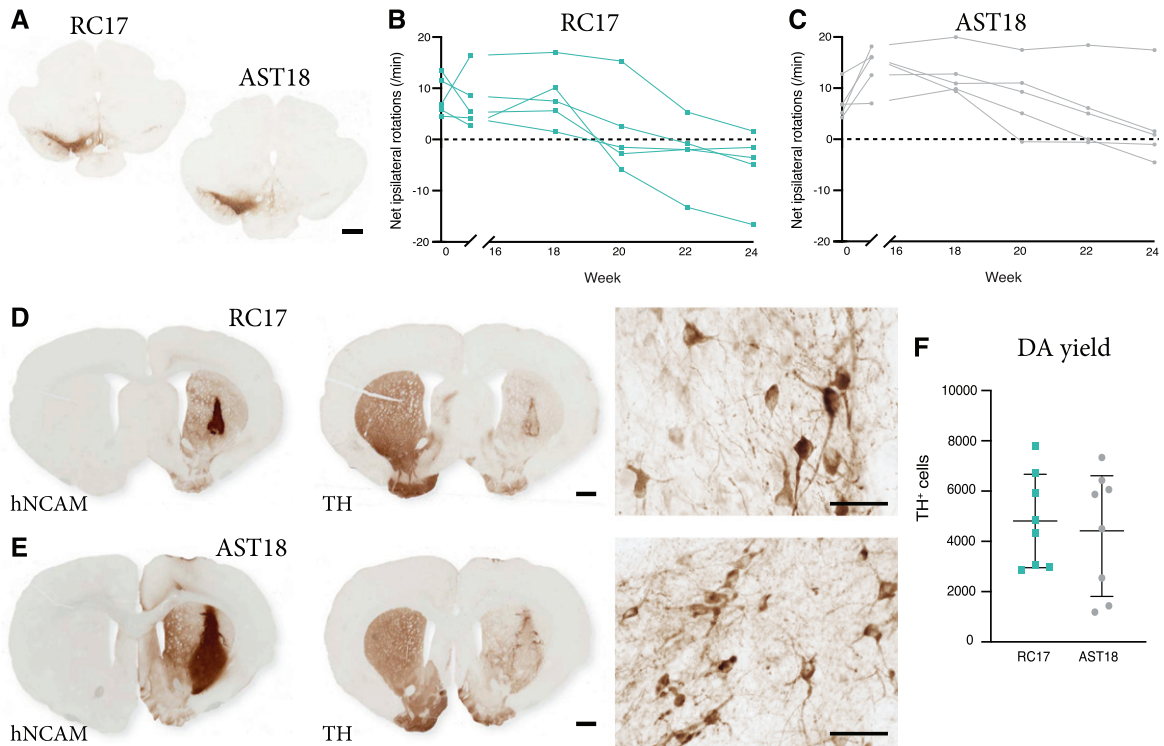 A
RC17
AST18
B
RC17
Net ipsilateral rotations (/min)
20
10
0
-10
-20
0
16
18
20
22
24
Week
C
AST18
Net ipsilateral rotations (/min)
20
10
0
-10
-20
0
16
18
20
22
24
Week
D
RC17
hNCAM
TH
E
AST18
hNCAM
TH
F
DA yield
TH+ cells
10000
8000
6000
4000
2000
0
RC17
AST18